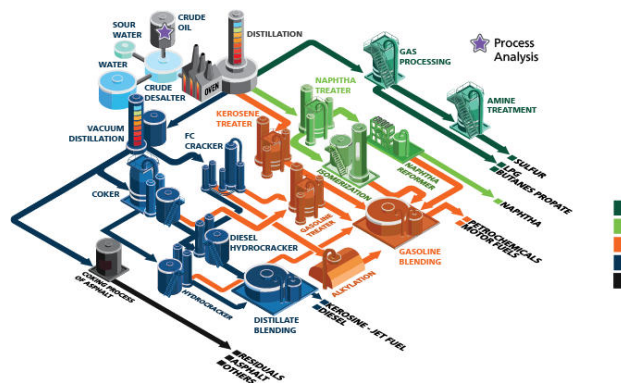 SOUR
WATER
CRUDE
OIL
DISTILLATION
WATER
CRUDE
DESALTER
OVEN
GAS
PROCESSING
Process
Analysis
NAPHTHA
TREATER
AMINE
TREATMENT
KEROSENE
TREATER
VACUUM
DISTILLATION
FC
CRACKER
ISOMERIZATION
NAPHTHA
REFORMER
SULFUR
LPG
BUTANES PROPATE
NAPHTHA
COKER
GASOLINE
TREATER
DIESEL
HYDROCRACKER
GASOLINE
BLENDING
PETROCHEMICALS
MOTOR FUELS
COKING PROCESS
OF ASPHALT
HYDROCRACKER
ALKYLATION
DISTILLATE
BLENDING
KEROSINE - JET FUEL
DIESEL
RESIDUALS
ASPHALT
OTHERS